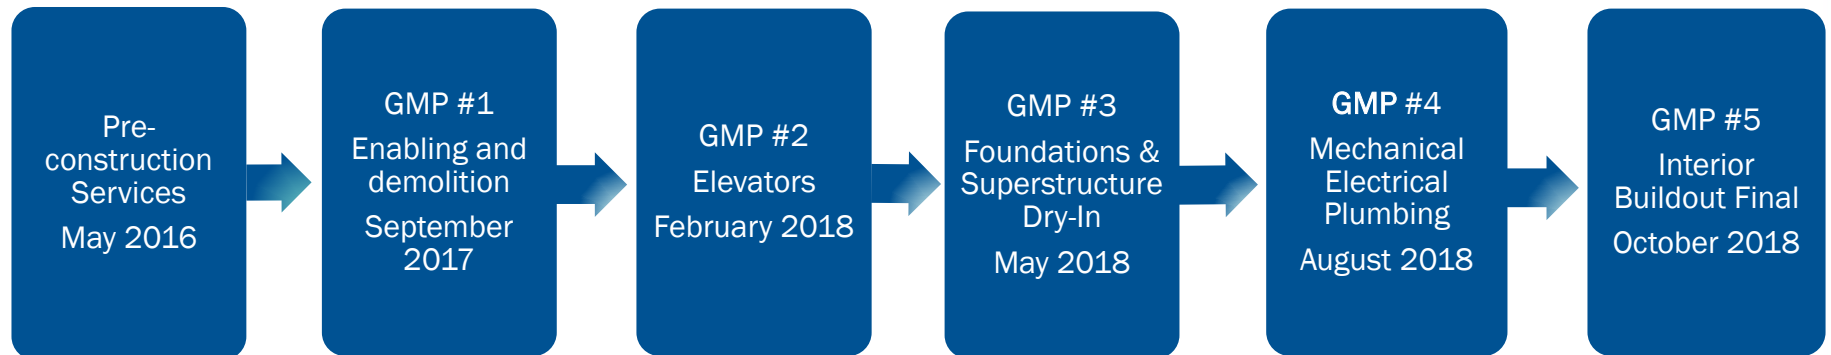 Pre-
construction
Services
May 2016
GMP #1
Enabling and
demolition
September
2017
GMP #2
Elevators
February 2018
GMP #3
Foundations &
Superstructure
Dry-In
May 2018
GMP #4
Mechanical
Electrical
Plumbing
August 2018
GMP #5
Interior
Buildout Final
October 2018